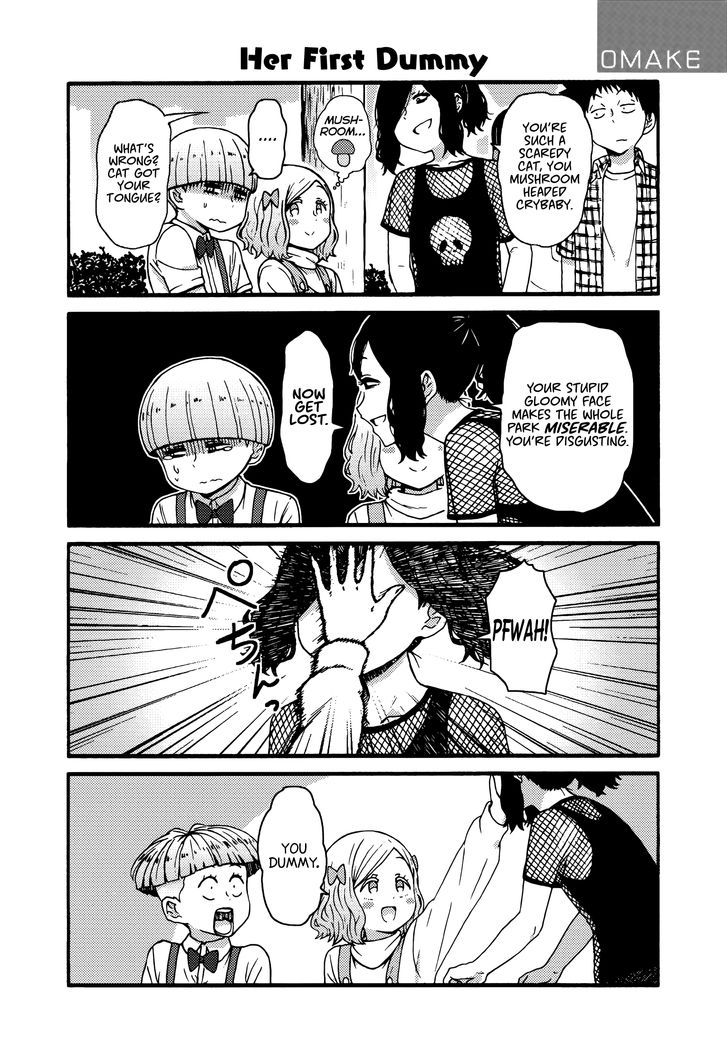 OMAKE
Her First Dummy
YOU'RE
SUCH A
SCAREDY
CAT, YOU
MUSHROOM
HEADED
CRYBABY.
MUSH-
ROOM...
....
WHAT'S
WRONG?
CAT GOT
YOUR
TONGUE?
YOUR STUPID
GLOOMY FACE
MAKES THE WHOLE
PARK MISERABLE.
YOU'RE DISGUSTING.
NOW
GET
LOST.
PFWAH!
ぺちんっ
YOU
DUMMY.